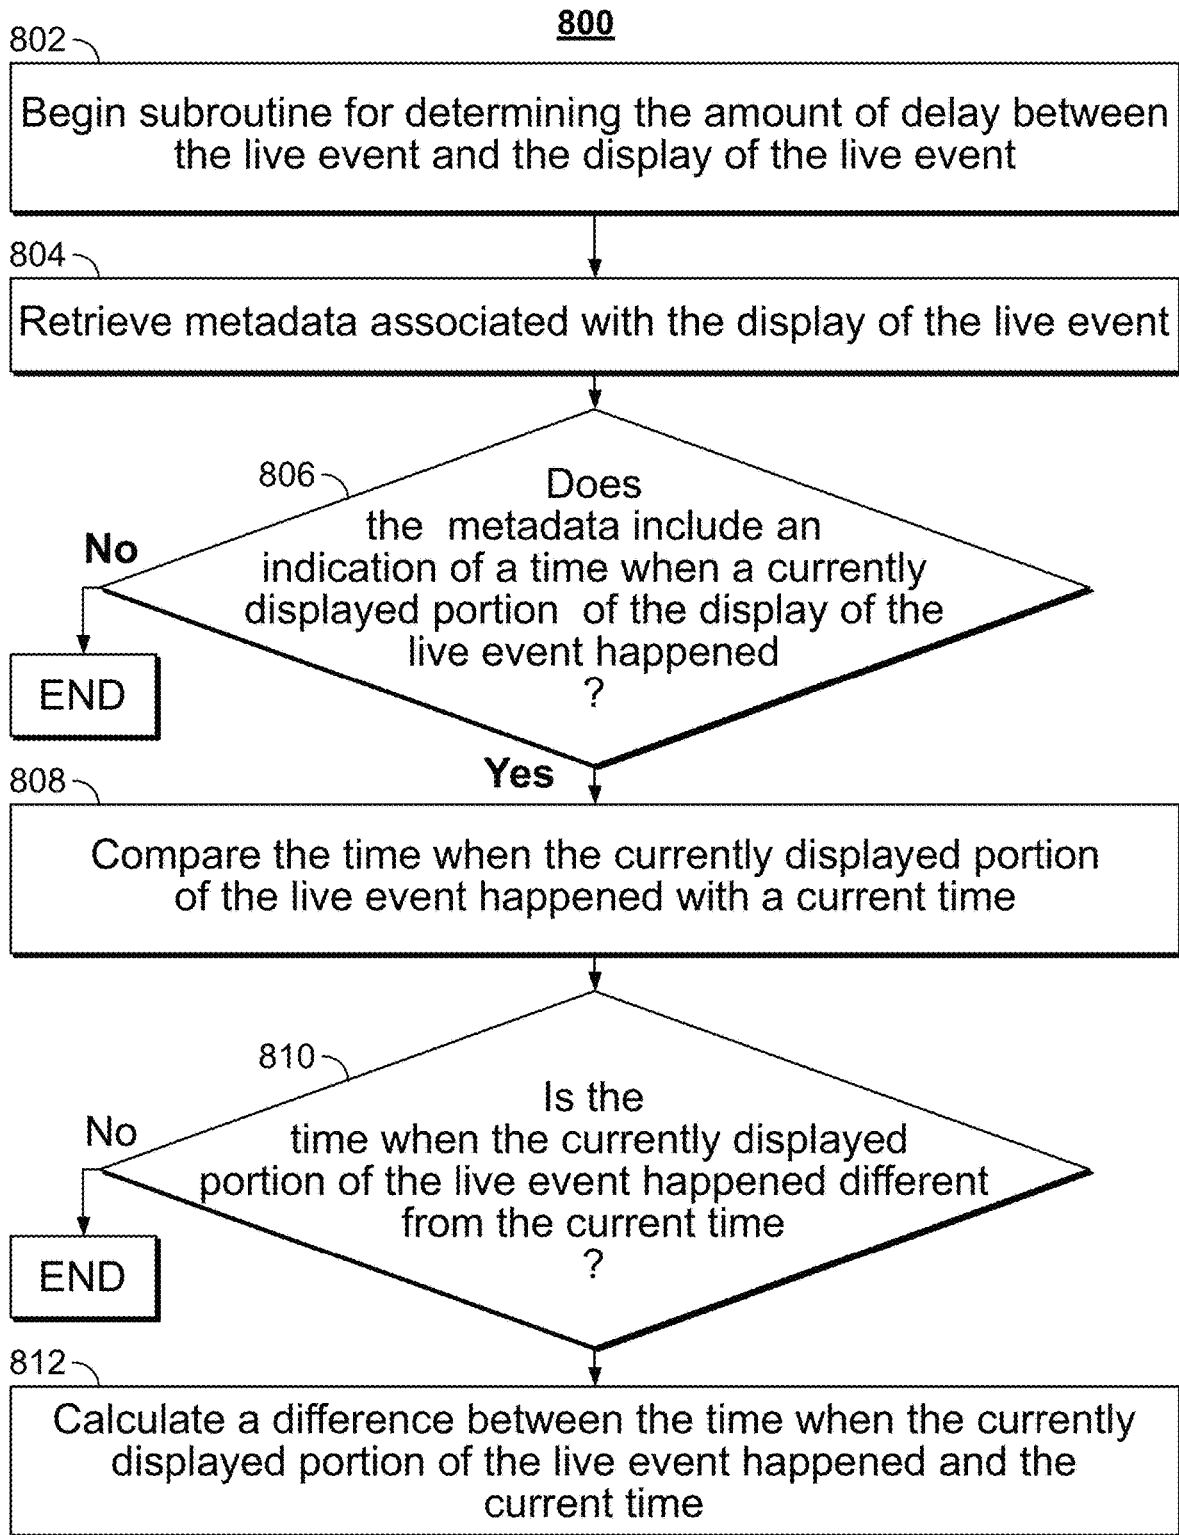 800
802
Begin subroutine for determining the amount of delay between
the live event and the display of the live event
804
Retrieve metadata associated with the display of the live event
806
Does
the metadata include an
indication of a time when a currently
displayed portion of the display of the
live event happened
?
No
END
Yes
808
Compare the time when the currently displayed portion
of the live event happened with a current time
810
Is the
time when the currently displayed
portion of the live event happened different
from the current time
?
No
END
812
Calculate a difference between the time when the currently
displayed portion of the live event happened and the
current time